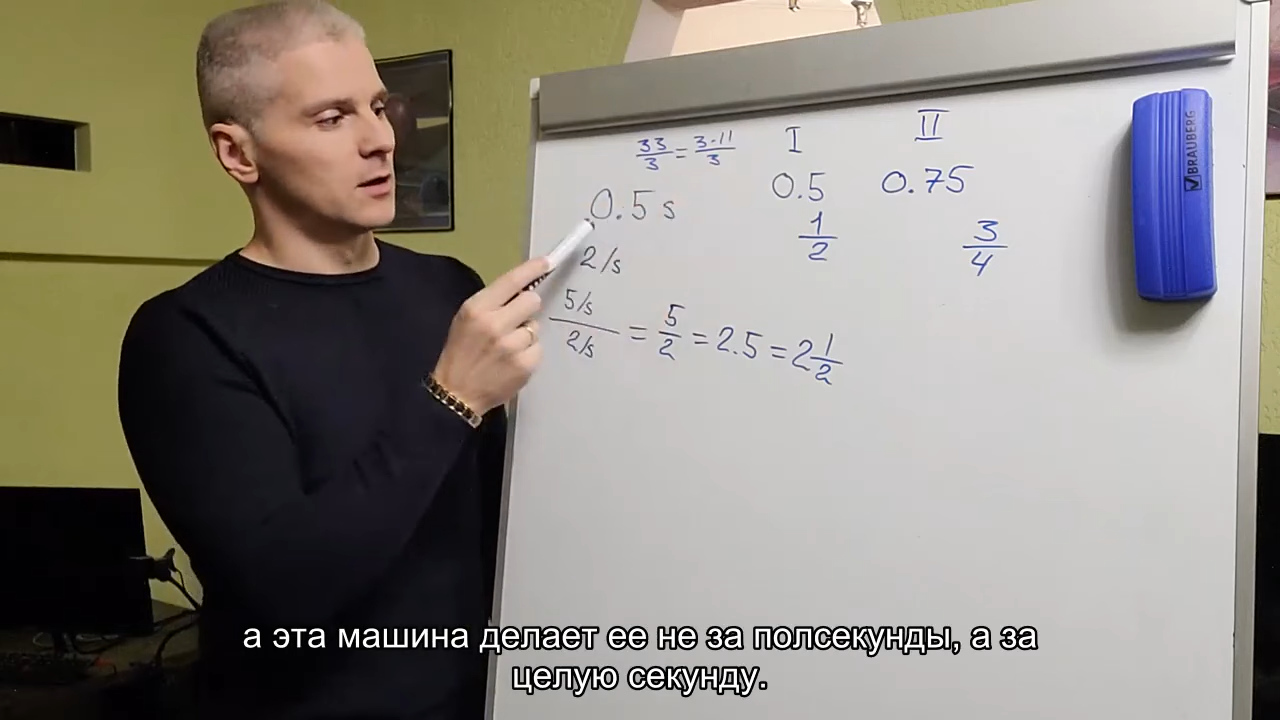 33/3 = 3·11/3
I
II
0.5 s
0.5
0.75
2/s
1/2
3/4
5/s / 2/s = 5/2 = 2.5 = 2 1/2
BRAUBERG
а эта машина делает ее не за полсекунды, а за
целую секунду.